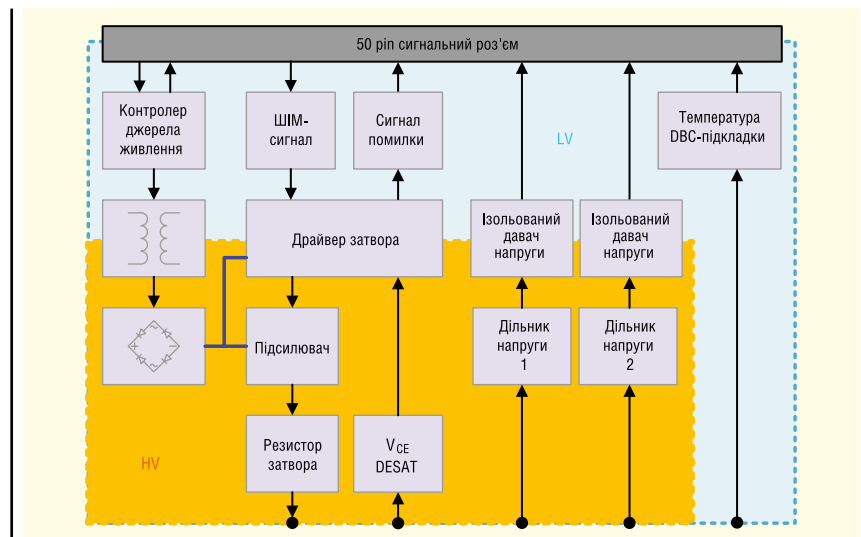 50 pin сигнальний роз'єм
Контролер
джерела
живлення
ШІМ-
сигнал
Сигнал
помилки
LV
Температура
DBC-підкладки
Драйвер затвора
Ізольований
давач
напруги
Ізольований
давач
напруги
Підсилювач
Дільник
напруги
1
Дільник
напруги
2
HV
Резистор
затвора
VCE
DESAT